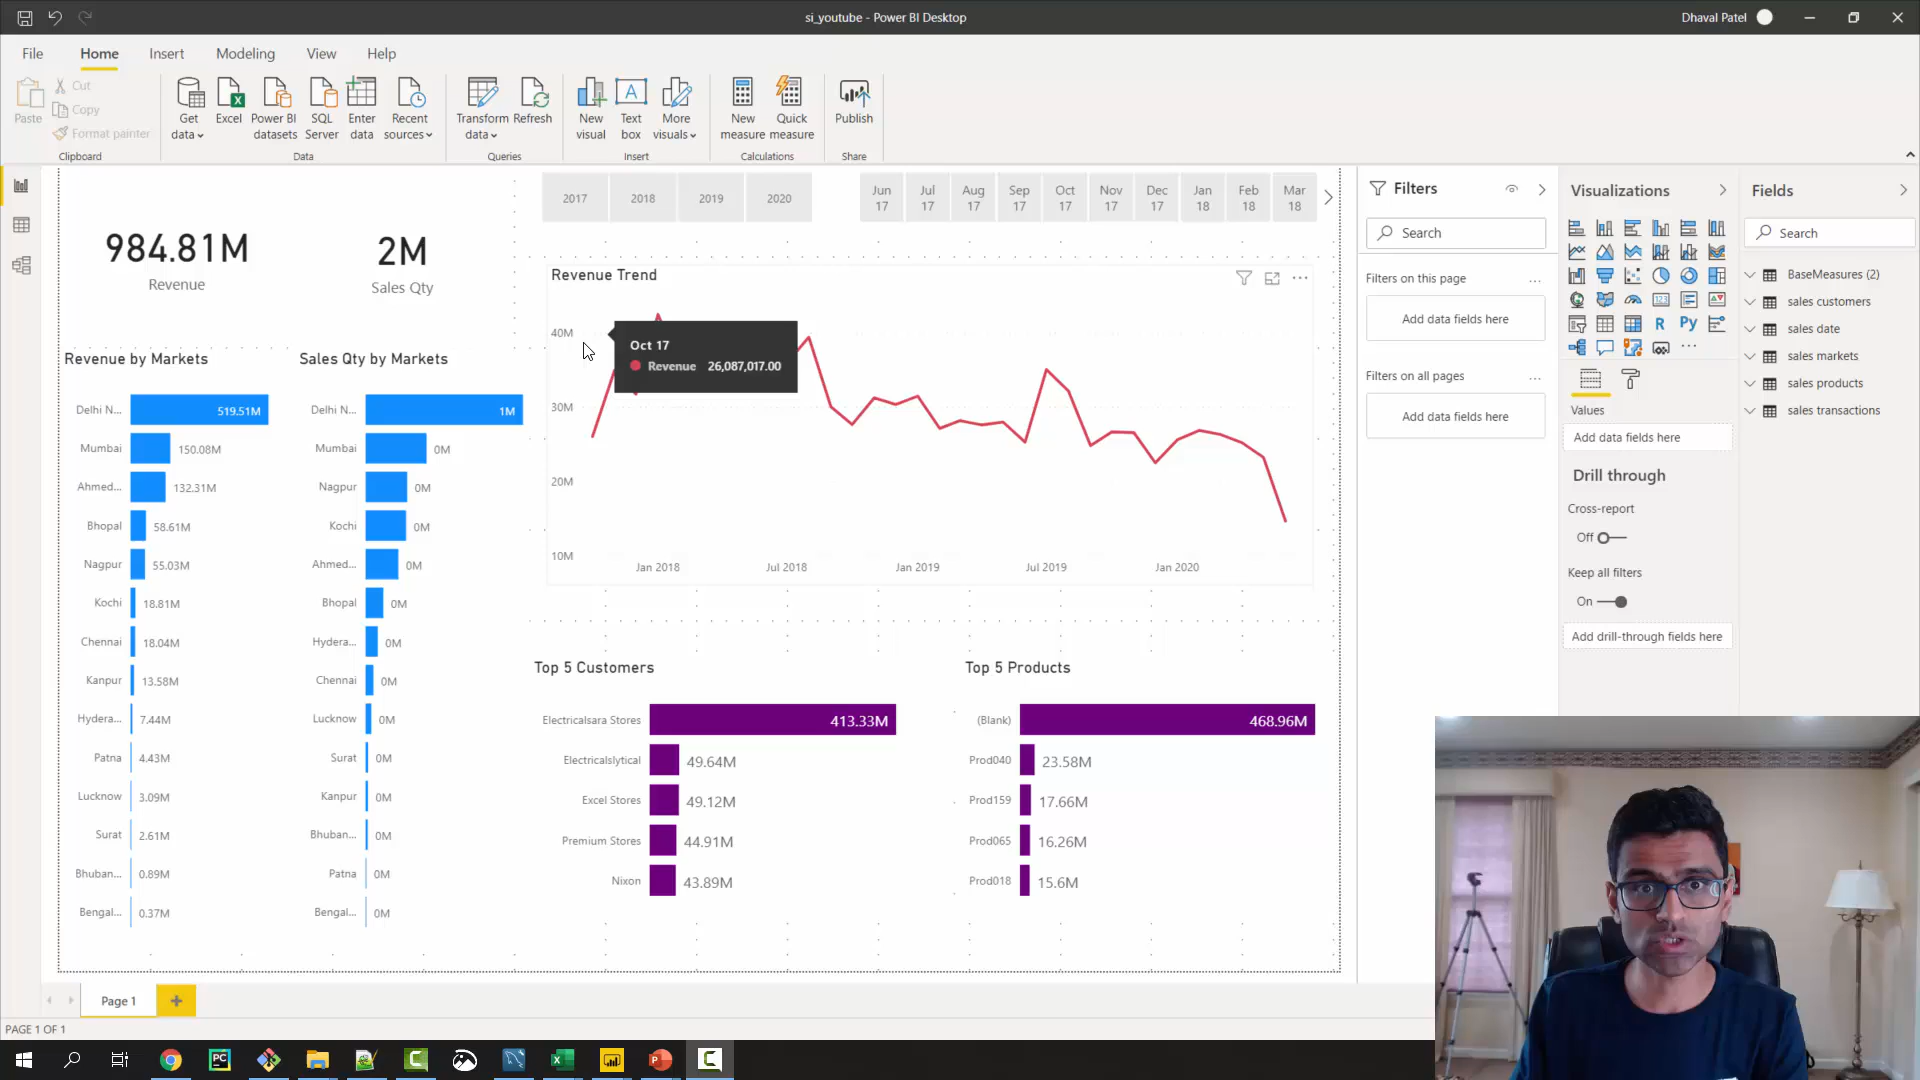 si_youtube - Power BI Desktop
Dhaval Patel
File
Home
Insert
Modeling
View
Help
Paste
Cut
Copy
Format painter
Clipboard
Get data
Excel
Power BI datasets
SQL Server
Enter data
Recent sources
Data
Transform data
Refresh
Queries
New visual
A
Text box
More visuals
Insert
New measure
Quick measure
Calculations
Publish
Share
984.81M
Revenue
2M
Sales Qty
2017
2018
2019
2020
Jun 17
Jul 17
Aug 17
Sep 17
Oct 17
Nov 17
Dec 17
Jan 18
Feb 18
Mar 18
Revenue by Markets
Delhi N... 519.51M
Mumbai 150.08M
Ahmed... 132.31M
Bhopal 58.61M
Nagpur 55.03M
Kochi 18.81M
Chennai 18.04M
Kanpur 13.58M
Hydera... 7.44M
Patna 4.43M
Lucknow 3.09M
Surat 2.61M
Bhuban... 0.89M
Bengal... 0.37M
Sales Qty by Markets
Delhi N... 1M
Mumbai 0M
Nagpur 0M
Kochi 0M
Ahmed... 0M
Bhopal 0M
Hydera... 0M
Chennai 0M
Lucknow 0M
Surat 0M
Kanpur 0M
Bhuban... 0M
Patna 0M
Bengal... 0M
Revenue Trend
40M
30M
20M
10M
Oct 17
Revenue 26,087,017.00
Jan 2018
Jul 2018
Jan 2019
Jul 2019
Jan 2020
Top 5 Customers
Electricalsara Stores 413.33M
Electricalslytical 49.64M
Excel Stores 49.12M
Premium Stores 44.91M
Nixon 43.89M
Top 5 Products
(Blank) 468.96M
Prod040 23.58M
Prod159 17.66M
Prod065 16.26M
Prod018 15.6M
Filters
Search
Filters on this page ...
Add data fields here
Filters on all pages ...
Add data fields here
Visualizations
123
R
Py
...
Values
Add data fields here
Drill through
Cross-report
Off
Keep all filters
On
Add drill-through fields here
Fields
Search
BaseMeasures (2)
sales customers
sales date
sales markets
sales products
sales transactions
Page 1
+
PAGE 1 OF 1
PC
C
X
P
C